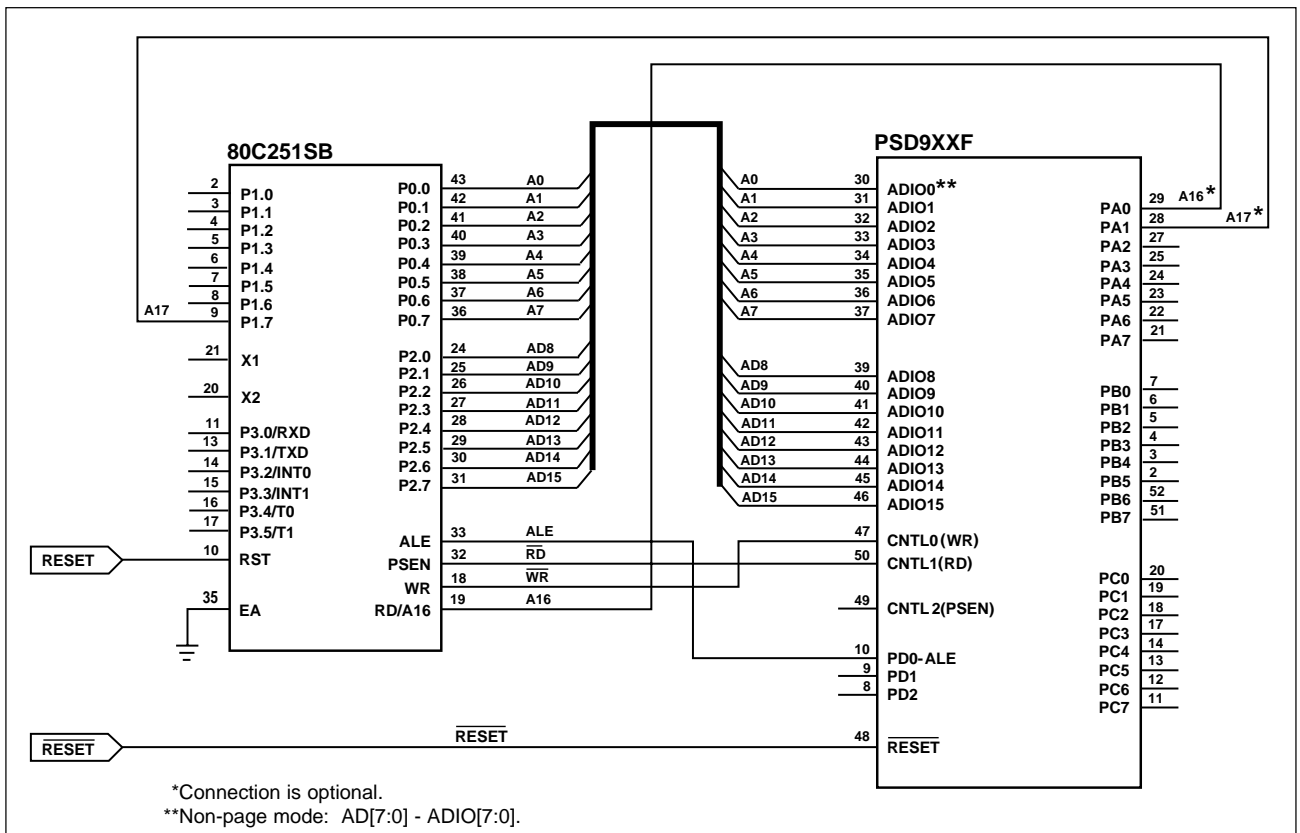 80C251SB
2 P1.0
3 P1.1
4 P1.2
5 P1.3
6 P1.4
7 P1.5
8 P1.6
A17 9 P1.7
21 X1
20 X2
11 P3.0/RXD
13 P3.1/TXD
14 P3.2/INT0
15 P3.3/INT1
16 P3.4/T0
17 P3.5/T1
RESET 10 RST
35 EA
P0.0 43 A0
P0.1 42 A1
P0.2 41 A2
P0.3 40 A3
P0.4 39 A4
P0.5 38 A5
P0.6 37 A6
P0.7 36 A7
P2.0 24 AD8
P2.1 25 AD9
P2.2 26 AD10
P2.3 27 AD11
P2.4 28 AD12
P2.5 29 AD13
P2.6 30 AD14
P2.7 31 AD15
ALE 33 ALE
PSEN 32 RD
WR 18 WR
RD/A16 19 A16
PSD9XXF
A0 30 ADIO0**
A1 31 ADIO1
A2 32 ADIO2
A3 33 ADIO3
A4 34 ADIO4
A5 35 ADIO5
A6 36 ADIO6
A7 37 ADIO7
AD8 39 ADIO8
AD9 40 ADIO9
AD10 41 ADIO10
AD11 42 ADIO11
AD12 43 ADIO12
AD13 44 ADIO13
AD14 45 ADIO14
AD15 46 ADIO15
47 CNTL0(WR)
50 CNTL1(RD)
49 CNTL2(PSEN)
10 PD0-ALE
9 PD1
8 PD2
RESET RESET 48 RESET
PA0 29 A16*
PA1 28 A17*
PA2 27
PA3 25
PA4 24
PA5 23
PA6 22
PA7 21
PB0 7
PB1 6
PB2 5
PB3 4
PB4 3
PB5 2
PB6 52
PB7 51
PC0 20
PC1 19
PC2 18
PC3 17
PC4 14
PC5 13
PC6 12
PC7 11
*Connection is optional.
**Non-page mode: AD[7:0] - ADIO[7:0].